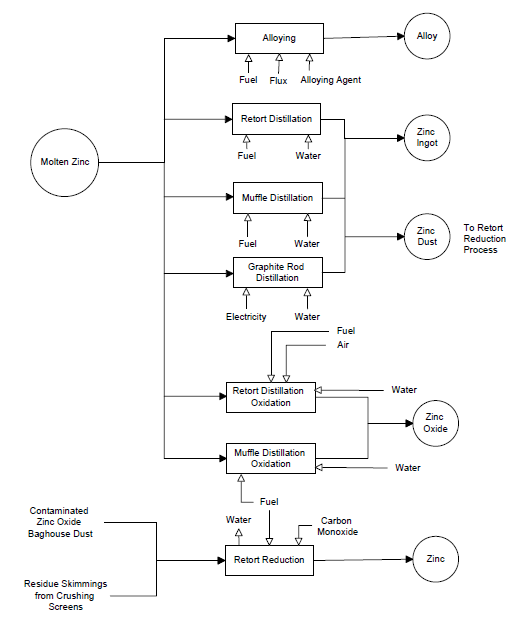 Alloying
Alloy
Fuel
Flux
Alloying Agent
Retort Distillation
Zinc
Ingot
Fuel
Water
Molten Zinc
Muffle Distillation
Zinc
Dust
To Retort
Reduction
Process
Fuel
Water
Graphite Rod
Distillation
Electricity
Water
Fuel
Air
Retort Distillation
Oxidation
Water
Zinc
Oxide
Muffle Distillation
Oxidation
Water
Fuel
Contaminated
Zinc Oxide
Baghouse Dust
Water
Carbon
Monoxide
Retort Reduction
Zinc
Residue Skimmings
from Crushing
Screens